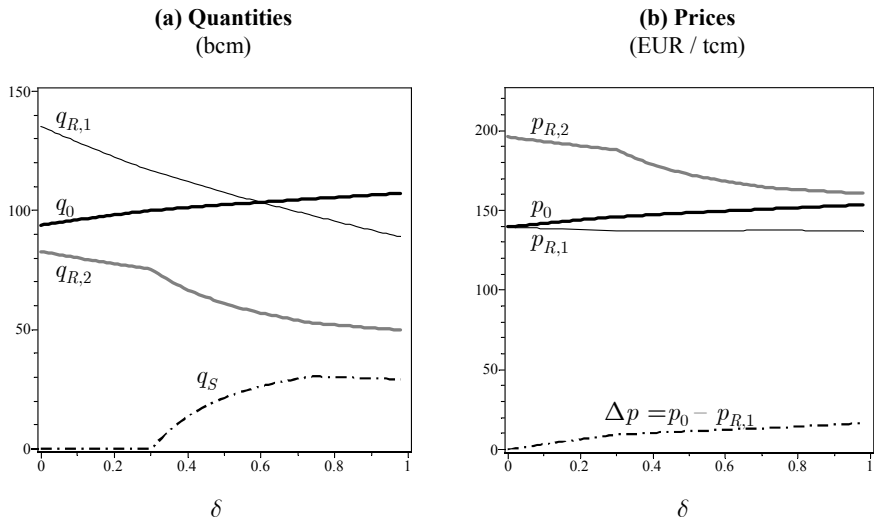 (a) Quantities
(bcm)
150
100
50
0
q_{R,1}
q_0
q_{R,2}
q_S
0 0.2 0.4 0.6 0.8 1
δ
(b) Prices
(EUR / tcm)
200
150
100
50
0
p_{R,2}
p_0
p_{R,1}
Δp = p_0 – p_{R,1}
0 0.2 0.4 0.6 0.8 1
δ